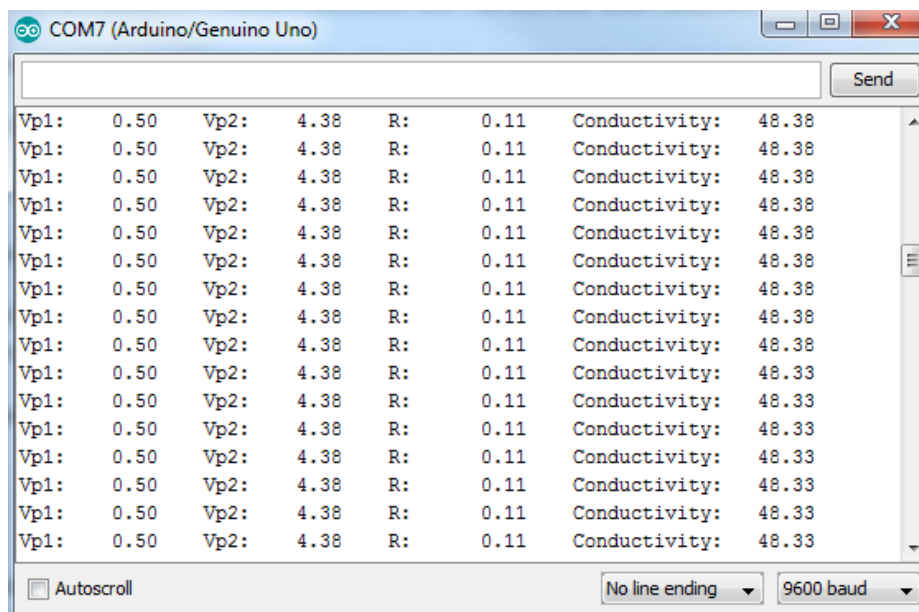 COM7 (Arduino/Genuino Uno)
Send
Vp1: 0.50 Vp2: 4.38 R: 0.11 Conductivity: 48.38
Vp1: 0.50 Vp2: 4.38 R: 0.11 Conductivity: 48.38
Vp1: 0.50 Vp2: 4.38 R: 0.11 Conductivity: 48.38
Vp1: 0.50 Vp2: 4.38 R: 0.11 Conductivity: 48.38
Vp1: 0.50 Vp2: 4.38 R: 0.11 Conductivity: 48.38
Vp1: 0.50 Vp2: 4.38 R: 0.11 Conductivity: 48.38
Vp1: 0.50 Vp2: 4.38 R: 0.11 Conductivity: 48.38
Vp1: 0.50 Vp2: 4.38 R: 0.11 Conductivity: 48.38
Vp1: 0.50 Vp2: 4.38 R: 0.11 Conductivity: 48.38
Vp1: 0.50 Vp2: 4.38 R: 0.11 Conductivity: 48.33
Vp1: 0.50 Vp2: 4.38 R: 0.11 Conductivity: 48.33
Vp1: 0.50 Vp2: 4.38 R: 0.11 Conductivity: 48.33
Vp1: 0.50 Vp2: 4.38 R: 0.11 Conductivity: 48.33
Vp1: 0.50 Vp2: 4.38 R: 0.11 Conductivity: 48.33
Vp1: 0.50 Vp2: 4.38 R: 0.11 Conductivity: 48.33
Vp1: 0.50 Vp2: 4.38 R: 0.11 Conductivity: 48.33
Autoscroll No line ending 9600 baud